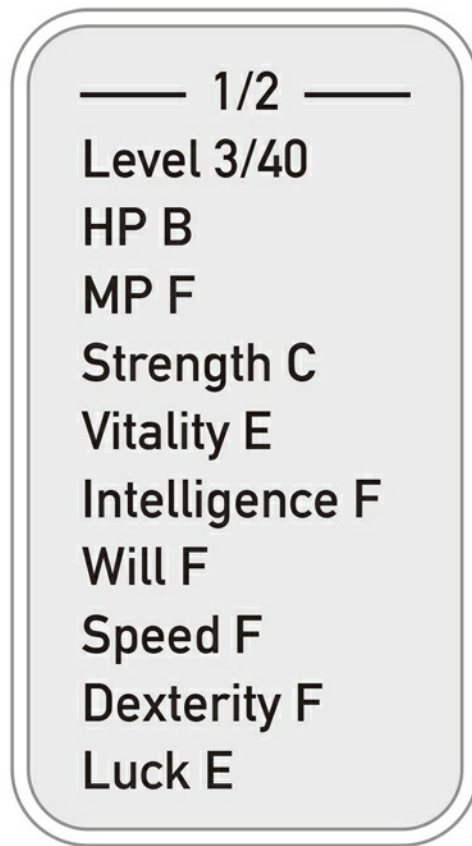 1/2
Level 3/40
HP B
MP F
Strength C
Vitality E
Intelligence F
Will F
Speed F
Dexterity F
Luck E